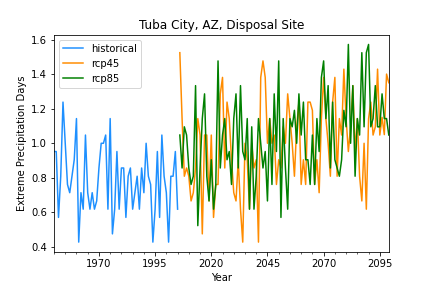 Tuba City, AZ, Disposal Site
historical
rcp45
rcp85
Extreme Precipitation Days
1.6
1.4
1.2
1.0
0.8
0.6
0.4
1970 1995 2020 2045 2070 2095
Year